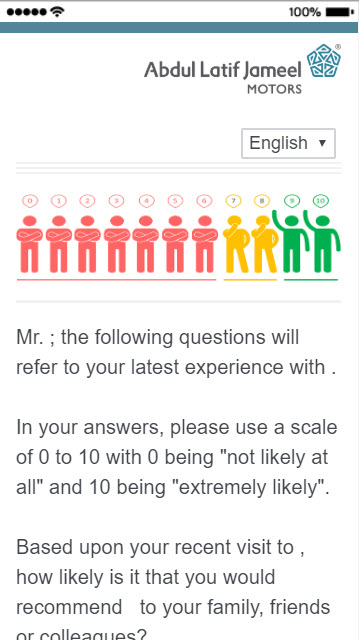 100%
Abdul Latif Jameel
®
MOTORS
English
0 1 2 3 4 5 6 7 8 9 10
Mr. ; the following questions will
refer to your latest experience with .
In your answers, please use a scale
of 0 to 10 with 0 being "not likely at
all" and 10 being "extremely likely".
Based upon your recent visit to ,
how likely is it that you would
recommend to your family, friends
or colleagues?